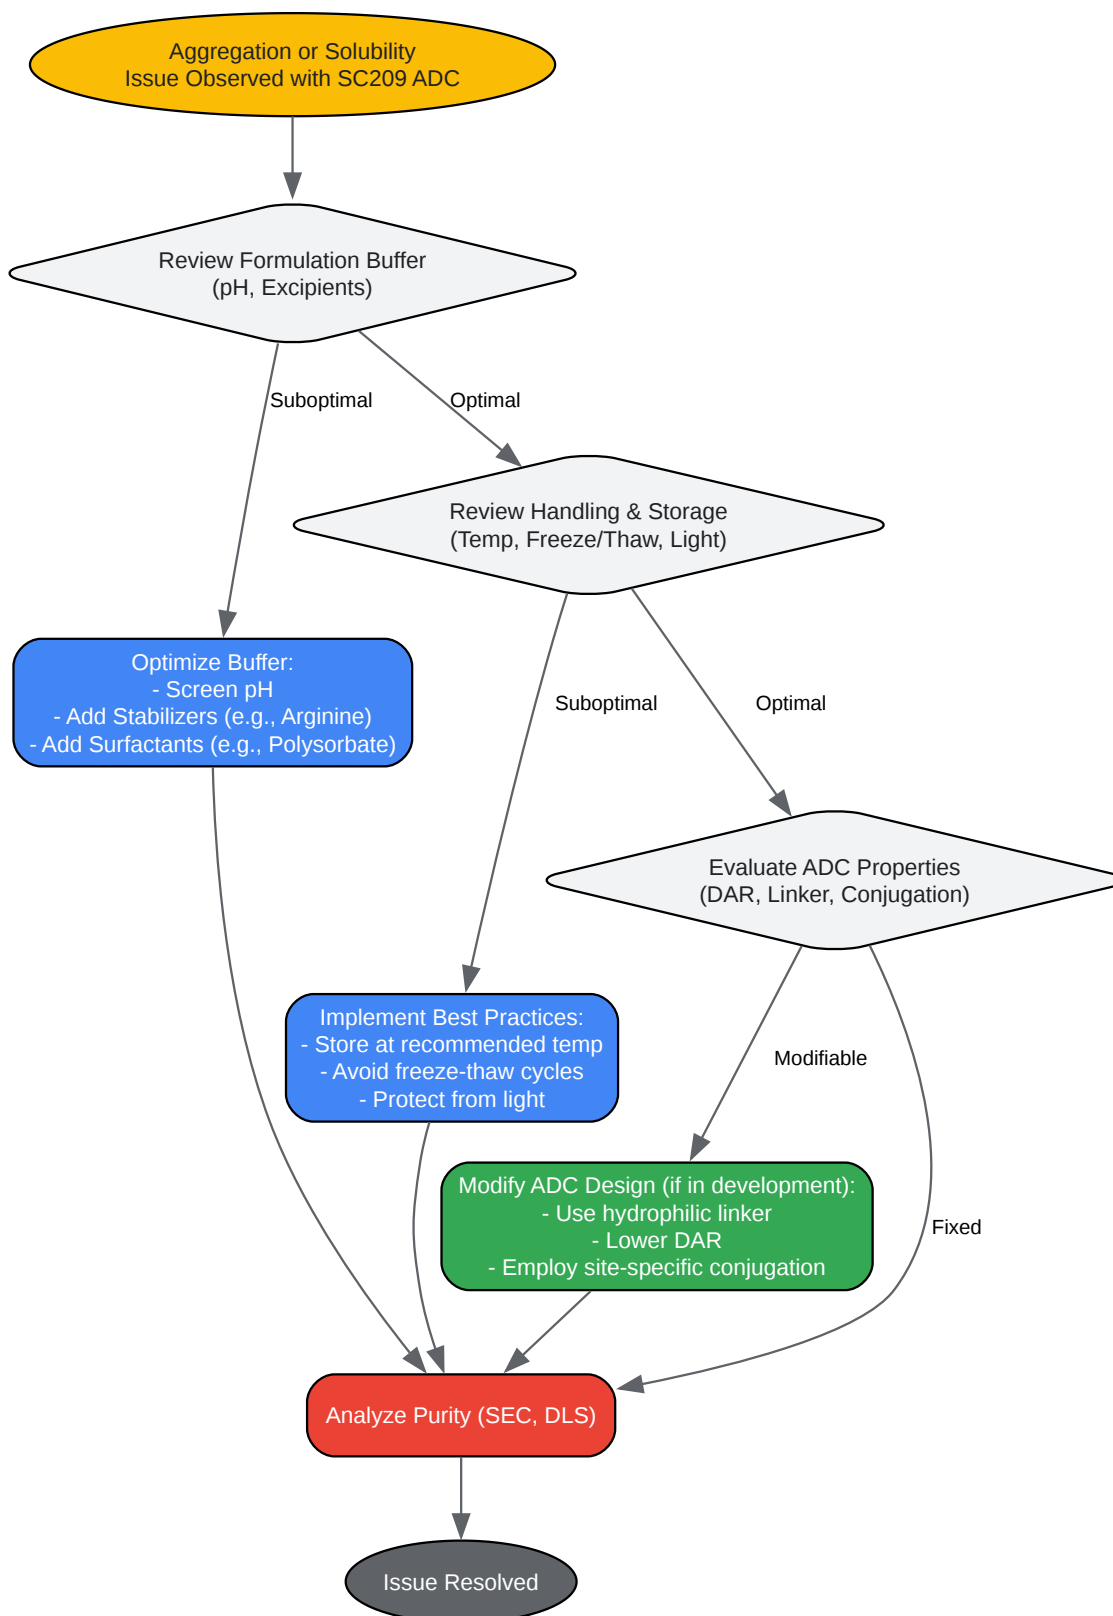 Aggregation or Solubility
Issue Observed with SC209 ADC
Review Formulation Buffer
(pH, Excipients)
Suboptimal
Optimal
Review Handling & Storage
(Temp, Freeze/Thaw, Light)
Optimize Buffer:
- Screen pH
- Add Stabilizers (e.g., Arginine)
- Add Surfactants (e.g., Polysorbate)
Suboptimal
Optimal
Evaluate ADC Properties
(DAR, Linker, Conjugation)
Implement Best Practices:
- Store at recommended temp
- Avoid freeze-thaw cycles
- Protect from light
Modifiable
Modify ADC Design (if in development):
- Use hydrophilic linker
- Lower DAR
- Employ site-specific conjugation
Fixed
Analyze Purity (SEC, DLS)
Issue Resolved